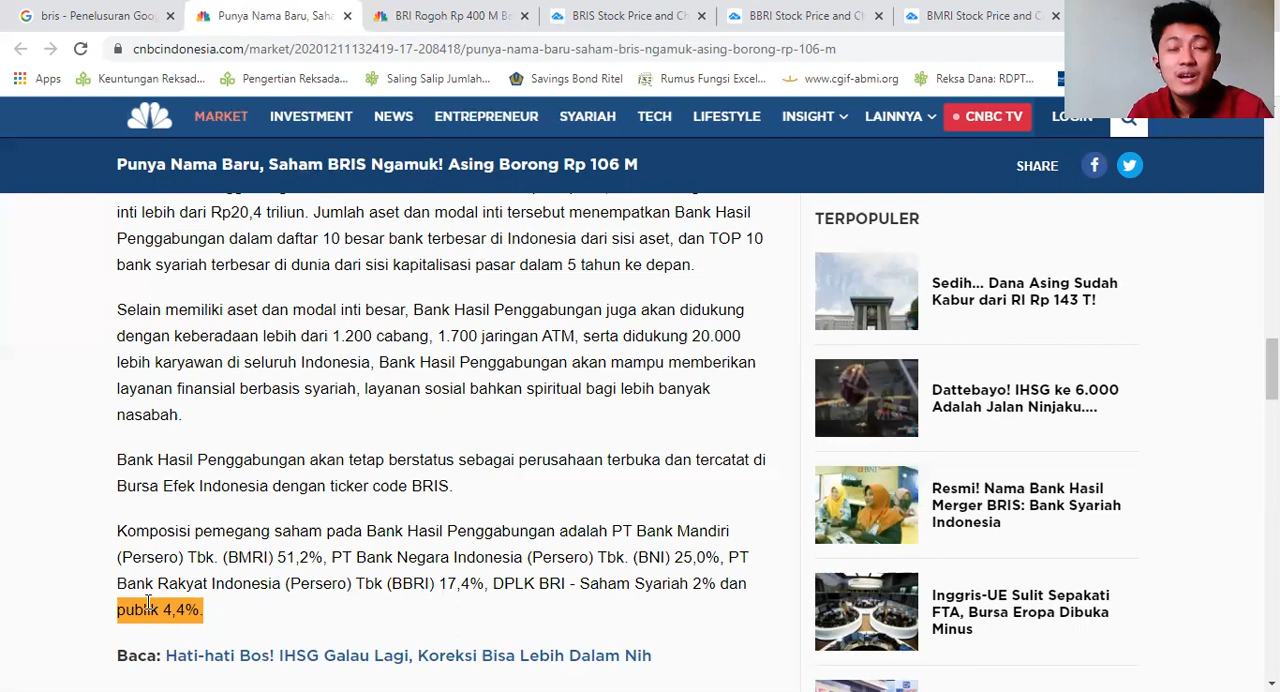 bris - Penelusuran Goo
Punya Nama Baru, Saha
BRI Rogoh Rp 400 M Be
BRIS Stock Price and Ch
BBRI Stock Price and Ch
BMRI Stock Price and C
cnbcindonesia.com/market/20201211132419-17-208418/punya-nama-baru-saham-bris-ngamuk-asing-borong-rp-106-m
Apps
Keuntungan Reksad...
Pengertian Reksada...
Saling Salip Jumlah...
Savings Bond Ritel
Rumus Fungsi Excel...
www.cgif-abmi.org
Reksa Dana: RDPT...
MARKET INVESTMENT NEWS ENTREPRENEUR SYARIAH TECH LIFESTYLE INSIGHT LAINNYA CNBC TV
Punya Nama Baru, Saham BRIS Ngamuk! Asing Borong Rp 106 M
SHARE
inti lebih dari Rp20,4 triliun. Jumlah aset dan modal inti tersebut menempatkan Bank Hasil
Penggabungan dalam daftar 10 besar bank terbesar di Indonesia dari sisi aset, dan TOP 10
bank syariah terbesar di dunia dari sisi kapitalisasi pasar dalam 5 tahun ke depan.
Selain memiliki aset dan modal inti besar, Bank Hasil Penggabungan juga akan didukung
dengan keberadaan lebih dari 1.200 cabang, 1.700 jaringan ATM, serta didukung 20.000
lebih karyawan di seluruh Indonesia, Bank Hasil Penggabungan akan mampu memberikan
layanan finansial berbasis syariah, layanan sosial bahkan spiritual bagi lebih banyak
nasabah.
Bank Hasil Penggabungan akan tetap berstatus sebagai perusahaan terbuka dan tercatat di
Bursa Efek Indonesia dengan ticker code BRIS.
Komposisi pemegang saham pada Bank Hasil Penggabungan adalah PT Bank Mandiri
(Persero) Tbk. (BMRI) 51,2%, PT Bank Negara Indonesia (Persero) Tbk. (BNI) 25,0%, PT
Bank Rakyat Indonesia (Persero) Tbk (BBRI) 17,4%, DPLK BRI - Saham Syariah 2% dan
publik 4,4%.
Baca: Hati-hati Bos! IHSG Galau Lagi, Koreksi Bisa Lebih Dalam Nih
TERPOPULER
Sedih... Dana Asing Sudah
Kabur dari RI Rp 143 T!
Dattebayo! IHSG ke 6.000
Adalah Jalan Ninjaku....
Resmi! Nama Bank Hasil
Merger BRIS: Bank Syariah
Indonesia
Inggris-UE Sulit Sepakati
FTA, Bursa Eropa Dibuka
Minus